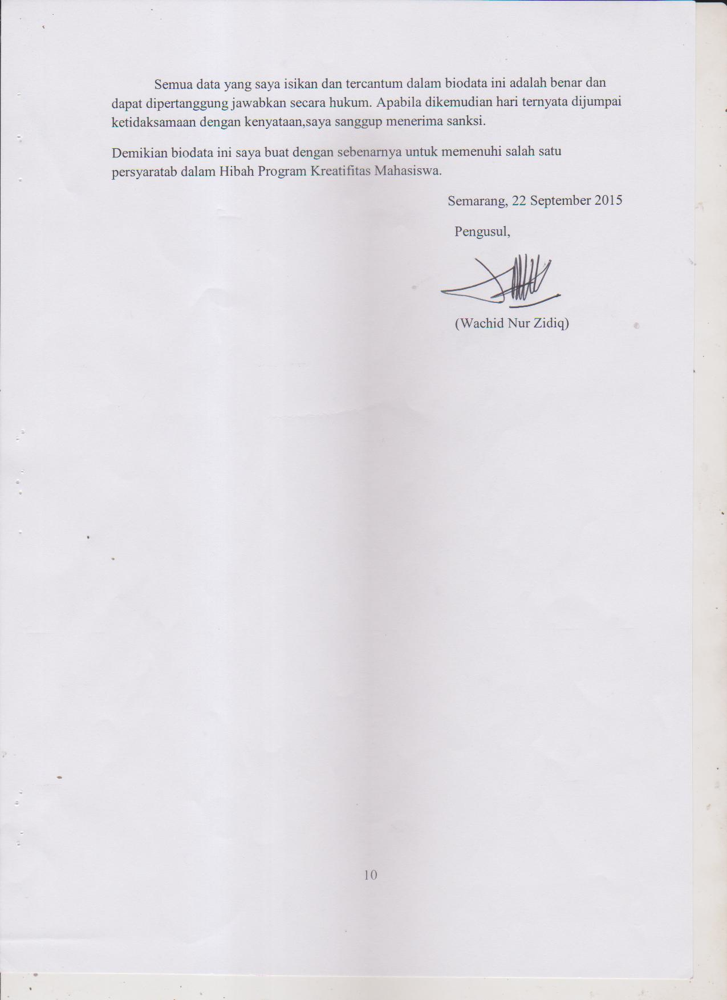 Semua data yang saya isikan dan tercantum dalam biodata ini adalah benar dan
dapat dipertanggung jawabkan secara hukum. Apabila dikemudian hari ternyata dijumpai
ketidaksamaan dengan kenyataan,saya sanggup menerima sanksi.
Demikian biodata ini saya buat dengan sebenarnya untuk memenuhi salah satu
persyaratab dalam Hibah Program Kreatifitas Mahasiswa.
Semarang, 22 September 2015
Pengusul,
(Wachid Nur Zidiq)
10